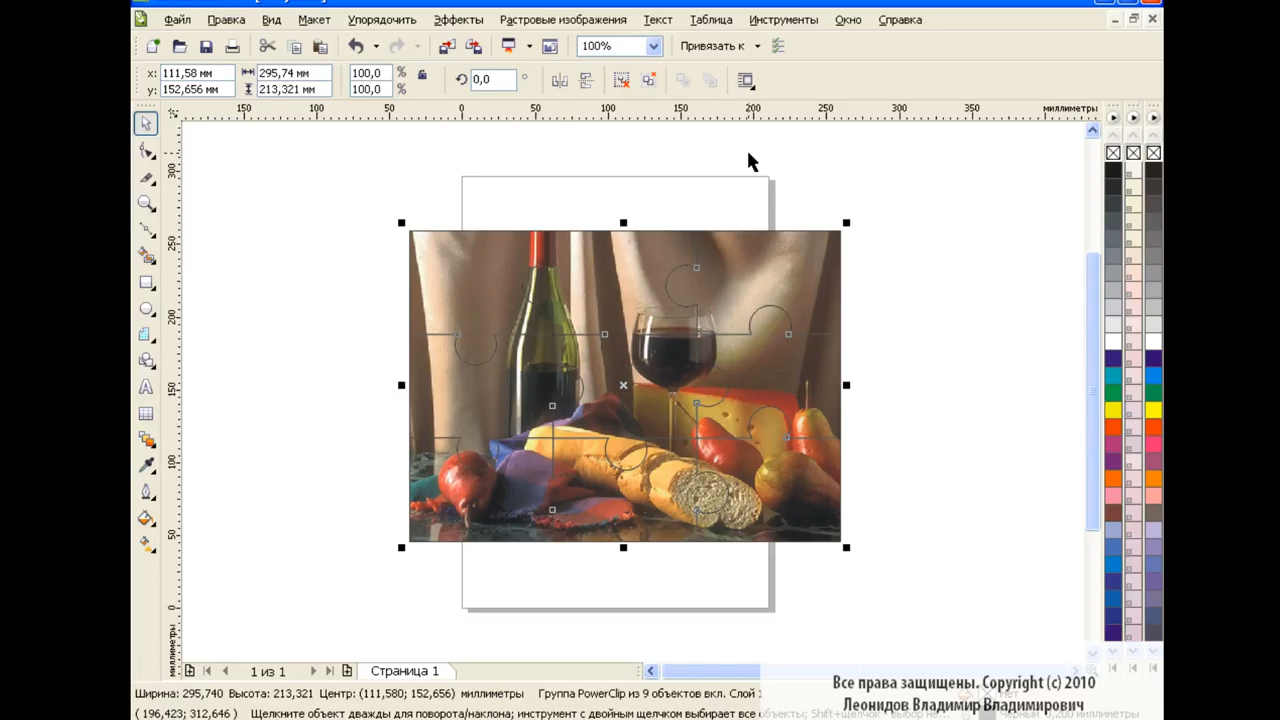 Файл Правка Вид Макет Упорядочить Эффекты Растровые изображения Текст Таблица Инструменты Окно Справка
100% Привязать к
x: 111,58 мм 295,74 мм 100,0 % 0,0 °
y: 152,656 мм 213,321 мм 100,0 %
150 100 50 0 50 100 150 200 250 300 350 миллиметры
300
250
200
150
100
50
0
миллиметры
1 из 1 Страница 1
Ширина: 295,740 Высота: 213,321 Центр: (111,580; 152,656) миллиметры Группа PowerClip из 9 объектов вкл. Слой 1 Нет
( 196,423; 312,646 ) Щелкните объект дважды для поворота/наклона; инструмент с двойным щелчком выбирает все объекты; Shift+щелчок - выбор не... Черный 0,200 миллиметры
Все права защищены. Copyright (c) 2010
Леонидов Владимир Владимирович